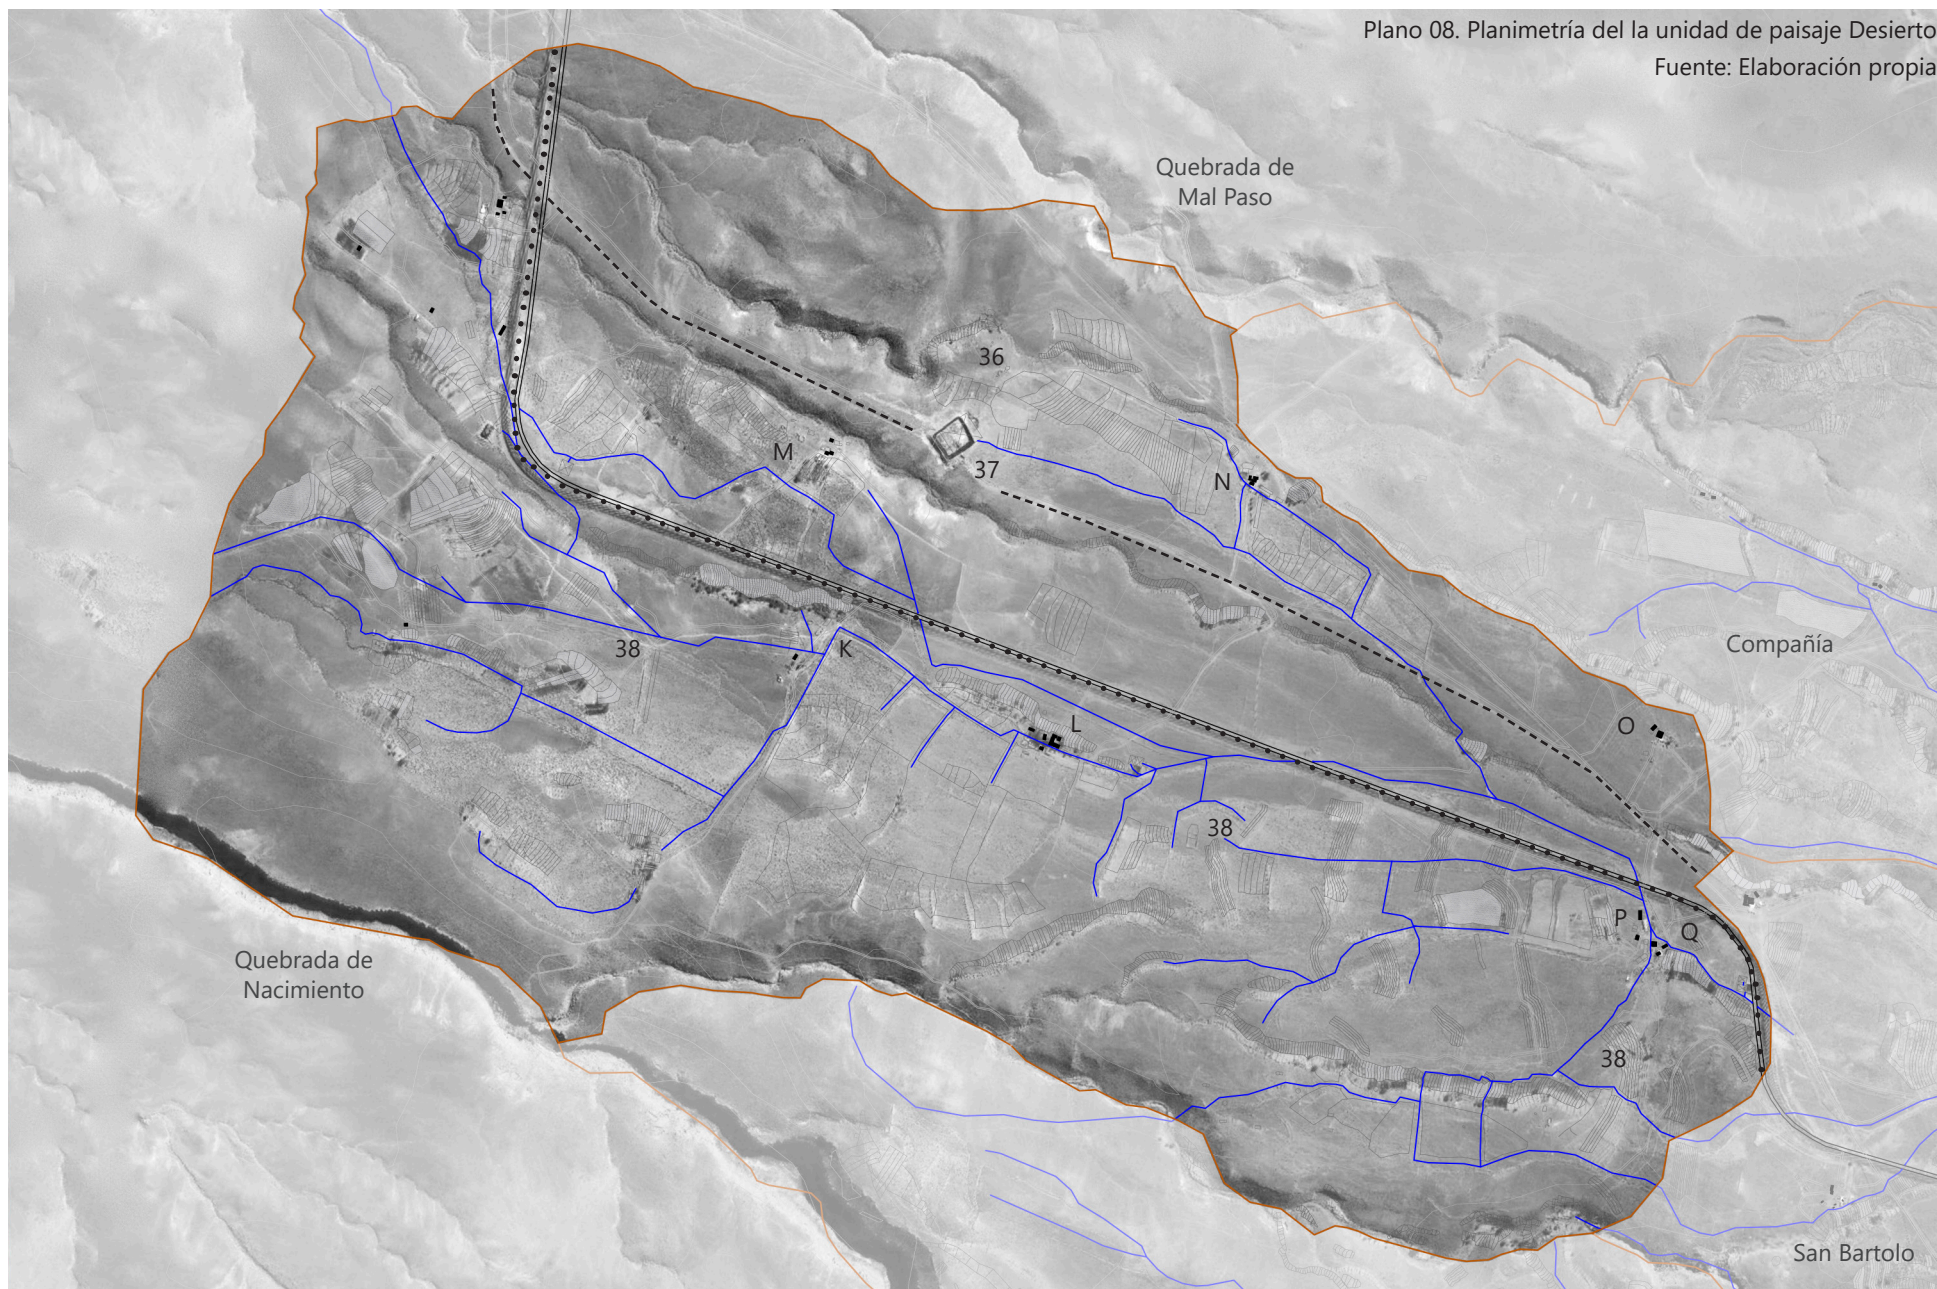 Plano 08. Planimetría del la unidad de paisaje Desierto
Fuente: Elaboración propia
Quebrada de
Mal Paso
36
M
37
N
38
K
Compañía
L
O
38
P
Q
Quebrada de
Nacimiento
38
San Bartolo